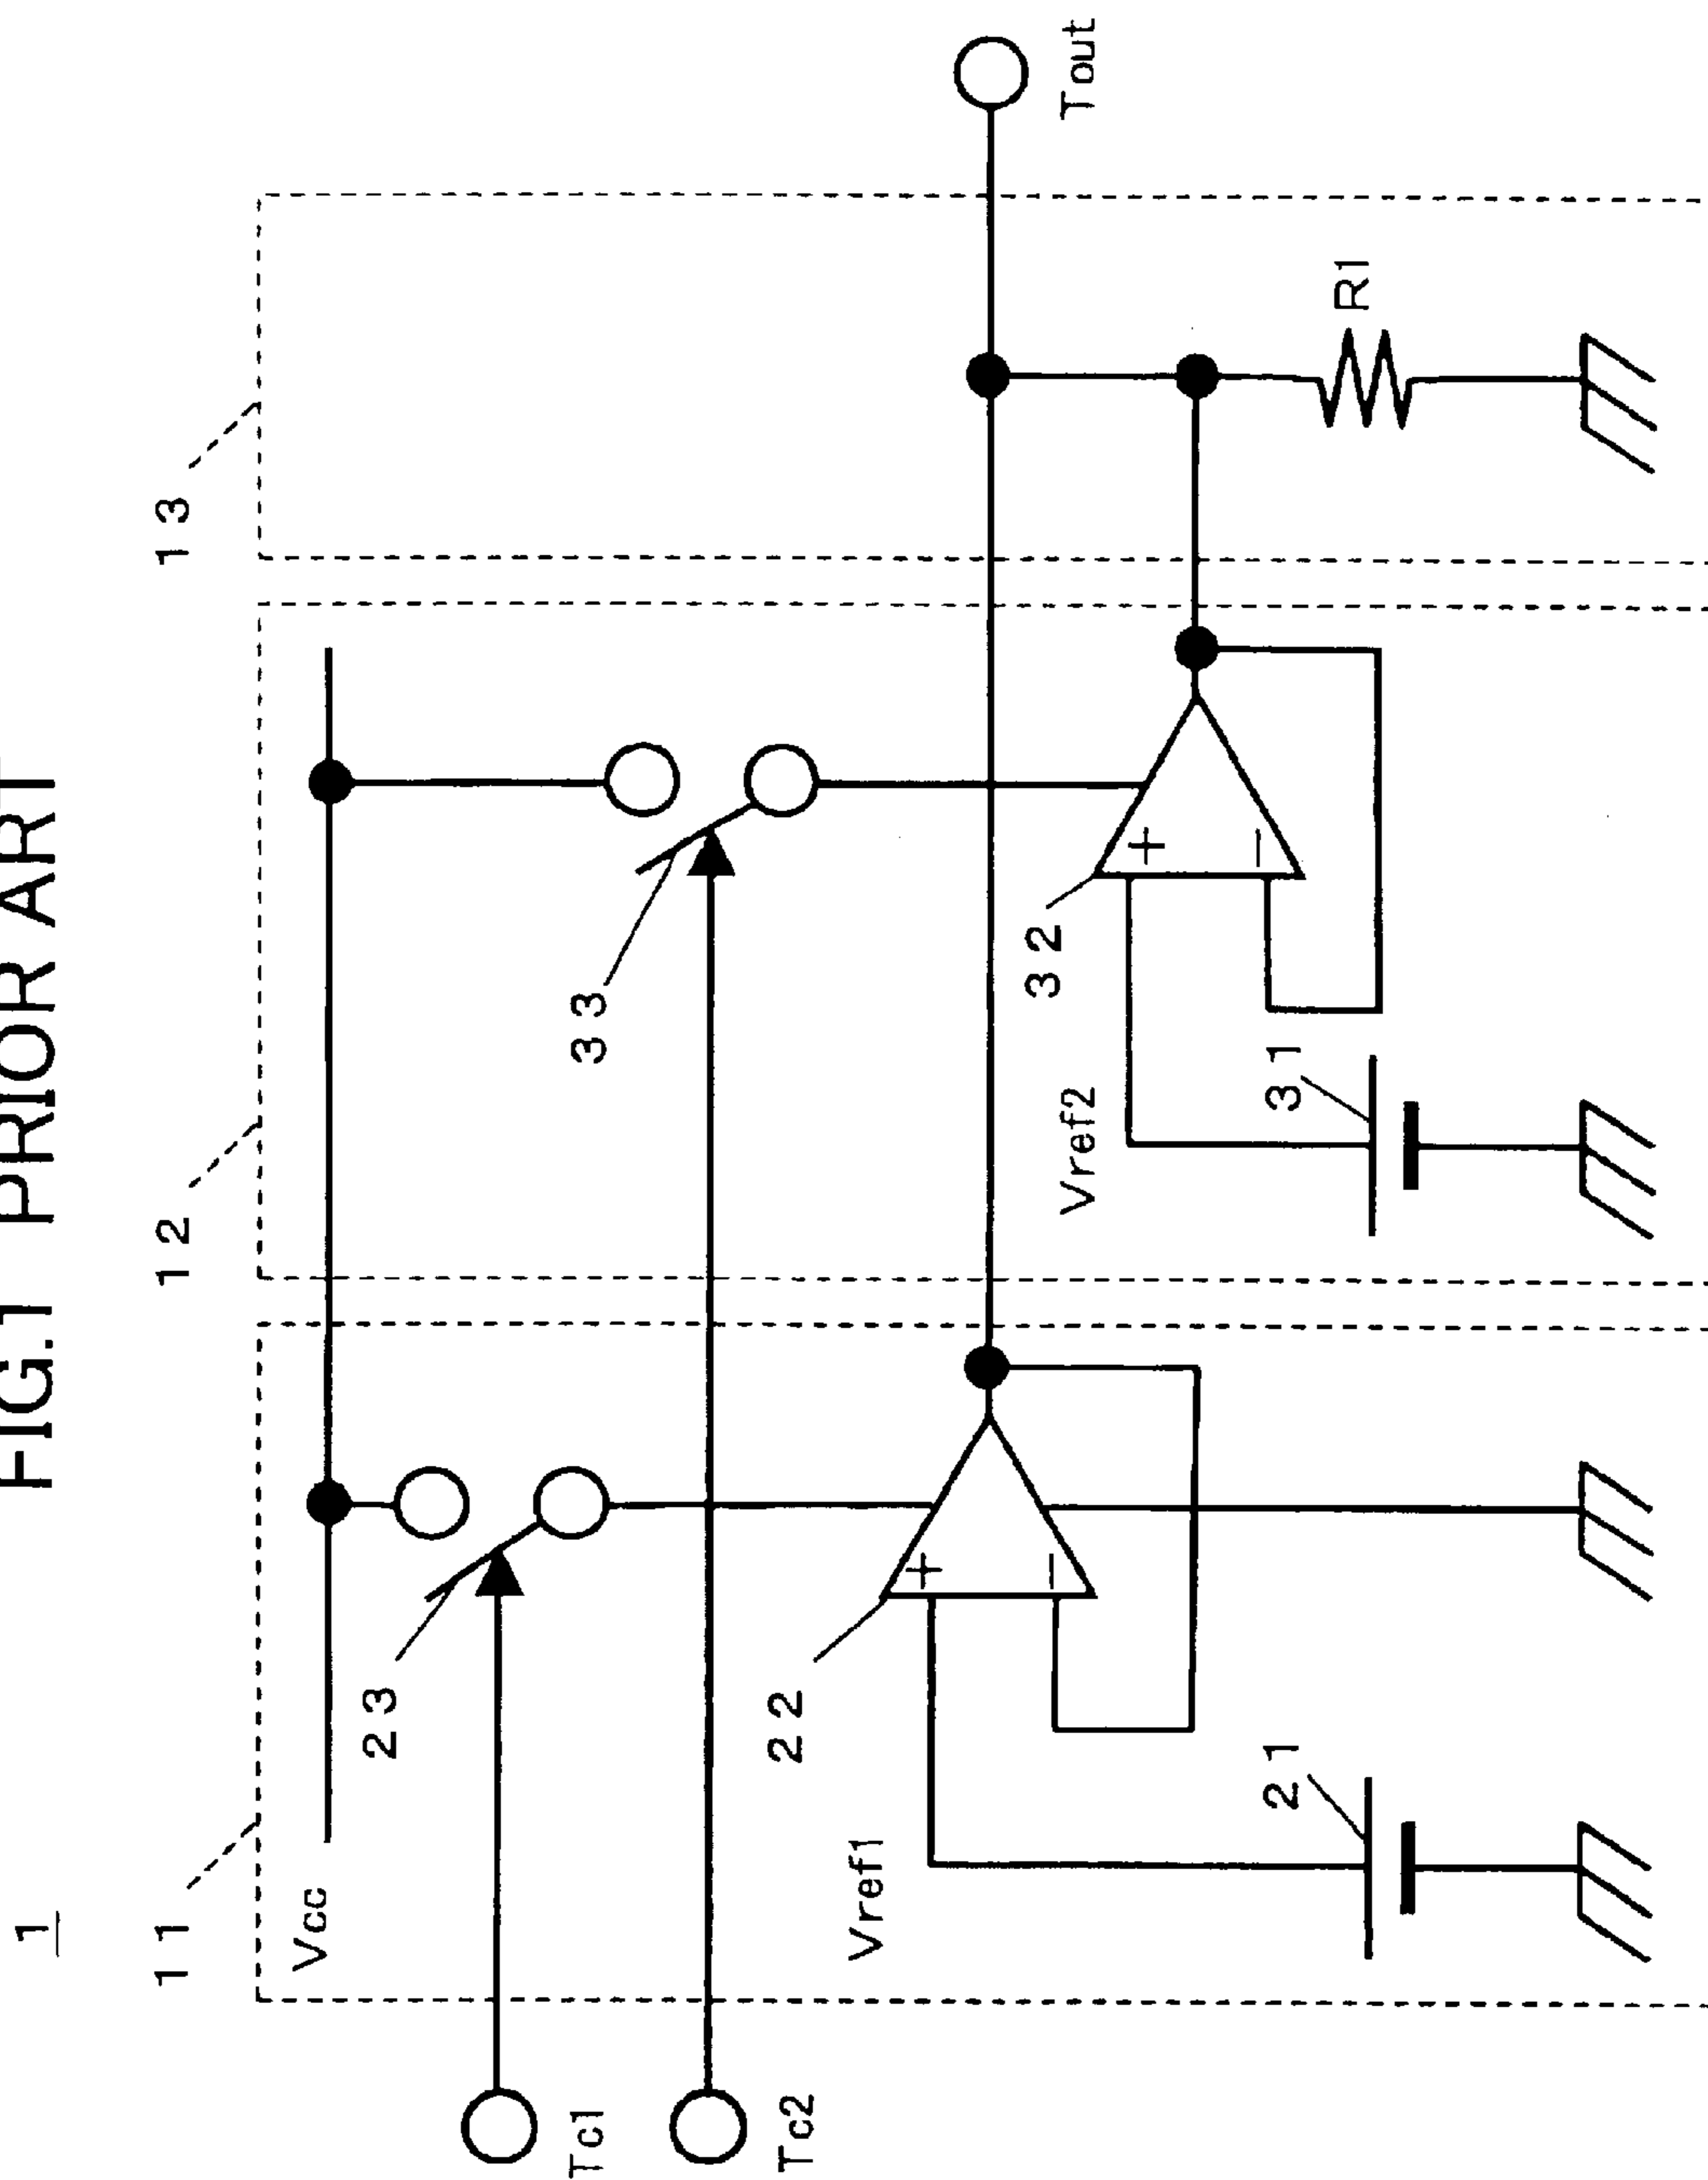 FIG.1 PRIOR ART
1
11
12
13
Vcc
23
33
Tc1
Tc2
22
32
Tout
Vref1
Vref2
21
31
R1
+
−
+
−